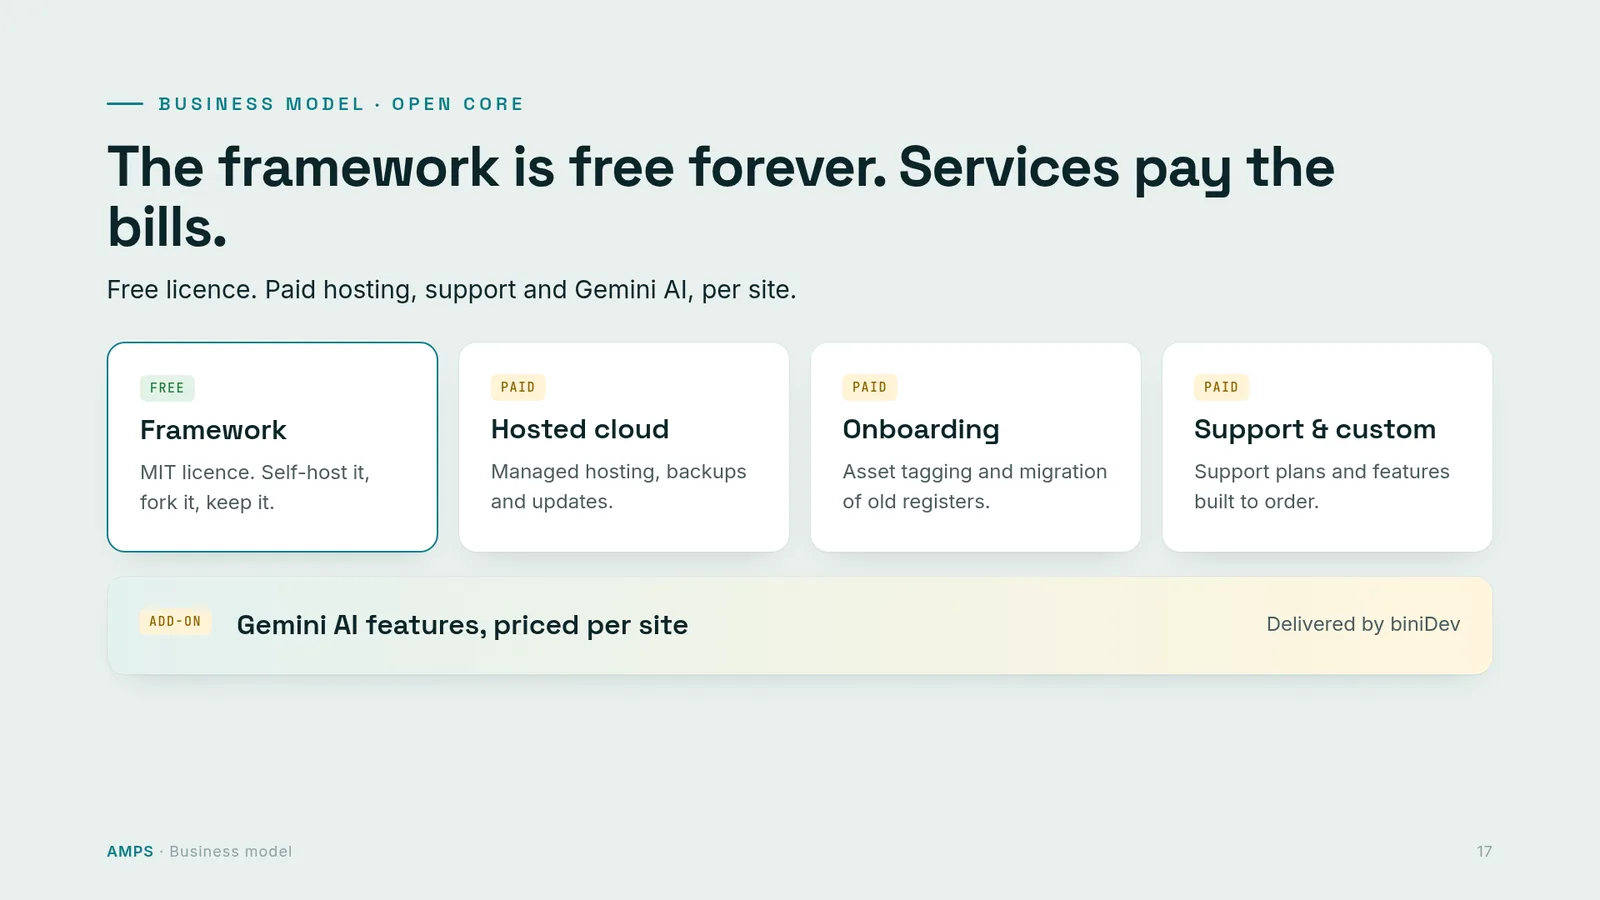 BUSINESS MODEL · OPEN CORE
The framework is free forever. Services pay the
bills.
Free licence. Paid hosting, support and Gemini AI, per site.
FREE
Framework
MIT licence. Self-host it,
fork it, keep it.
PAID
Hosted cloud
Managed hosting, backups
and updates.
PAID
Onboarding
Asset tagging and migration
of old registers.
PAID
Support & custom
Support plans and features
built to order.
ADD-ON
Gemini AI features, priced per site
Delivered by biniDev
AMPS · Business model
17